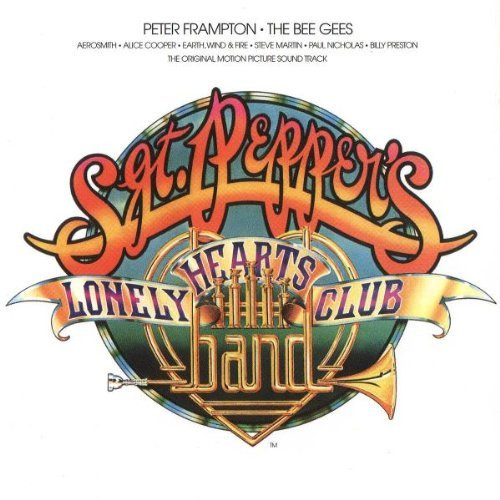 PETER FRAMPTON • THE BEE GEES
AEROSMITH • ALICE COOPER • EARTH, WIND & FIRE • STEVE MARTIN • PAUL NICHOLAS • BILLY PRESTON
THE ORIGINAL MOTION PICTURE SOUND TRACK
Sgt. Pepper's
LONELY HEARTS CLUB
band
TM